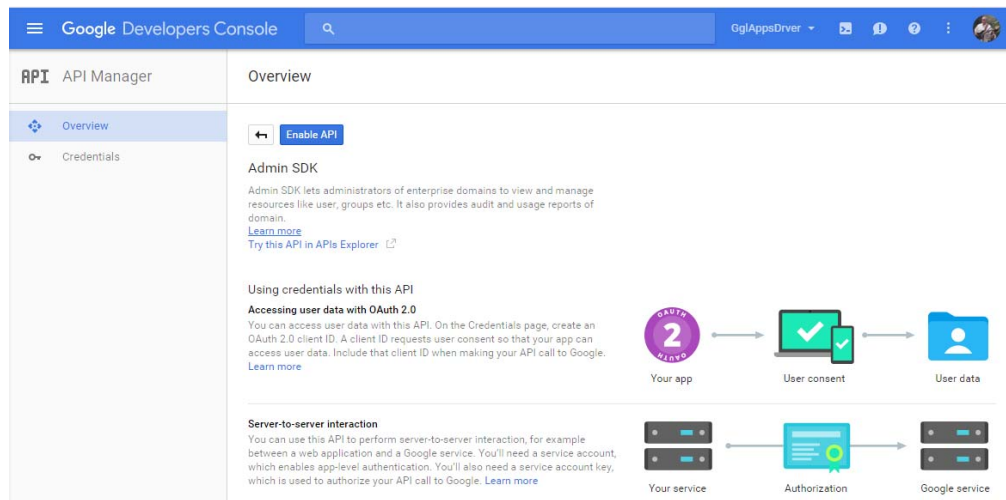 Google Developers Console
GglAppsDrver
API API Manager
Overview
Overview
Credentials
Enable API
Admin SDK
Admin SDK lets administrators of enterprise domains to view and manage
resources like user, groups etc. It also provides audit and usage reports of
domain.
Learn more
Try this API in APIs Explorer
Using credentials with this API
Accessing user data with OAuth 2.0
You can access user data with this API. On the Credentials page, create an
OAuth 2.0 client ID. A client ID requests user consent so that your app can
access user data. Include that client ID when making your API call to Google.
Learn more
OAUTH
2
OAUTH
Your app
User consent
User data
Server-to-server interaction
You can use this API to perform server-to-server interaction, for example
between a web application and a Google service. You'll need a service account,
which enables app-level authentication. You'll also need a service account key,
which is used to authorize your API call to Google. Learn more
Your service
Authorization
Google service